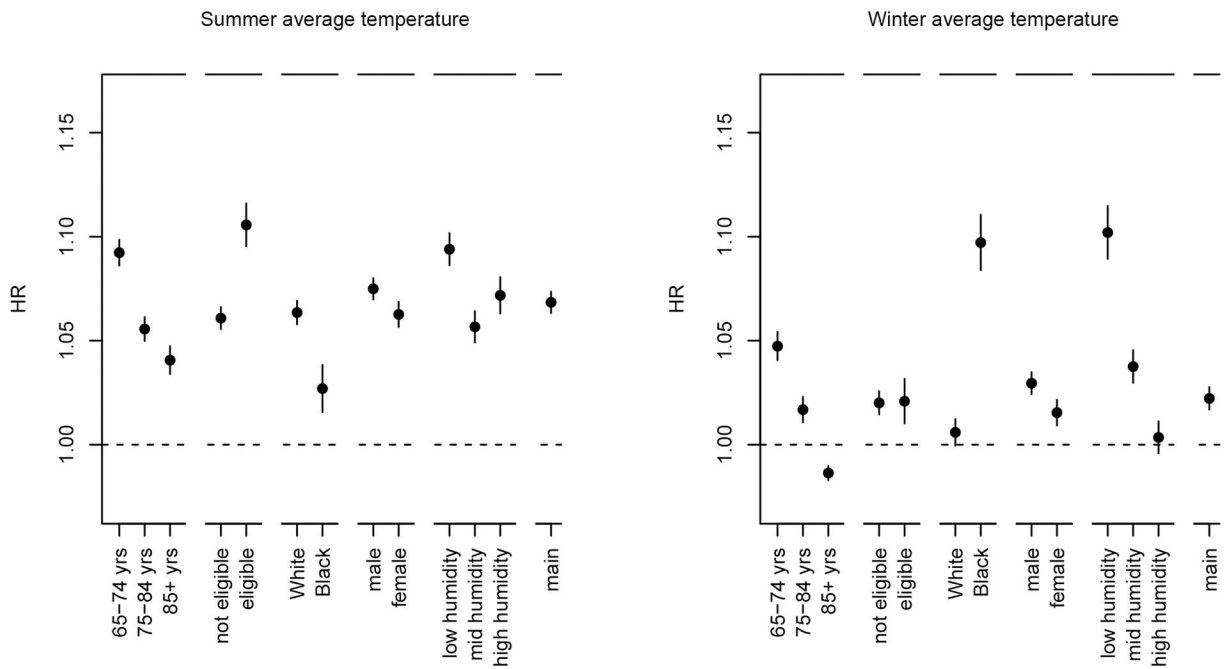 Summer average temperature
HR
1.15
1.10
1.05
1.00
65−74 yrs
75−84 yrs
85+ yrs
not eligible
eligible
White
Black
male
female
low humidity
mid humidity
high humidity
main
Winter average temperature
HR
1.15
1.10
1.05
1.00
65−74 yrs
75−84 yrs
85+ yrs
not eligible
eligible
White
Black
male
female
low humidity
mid humidity
high humidity
main